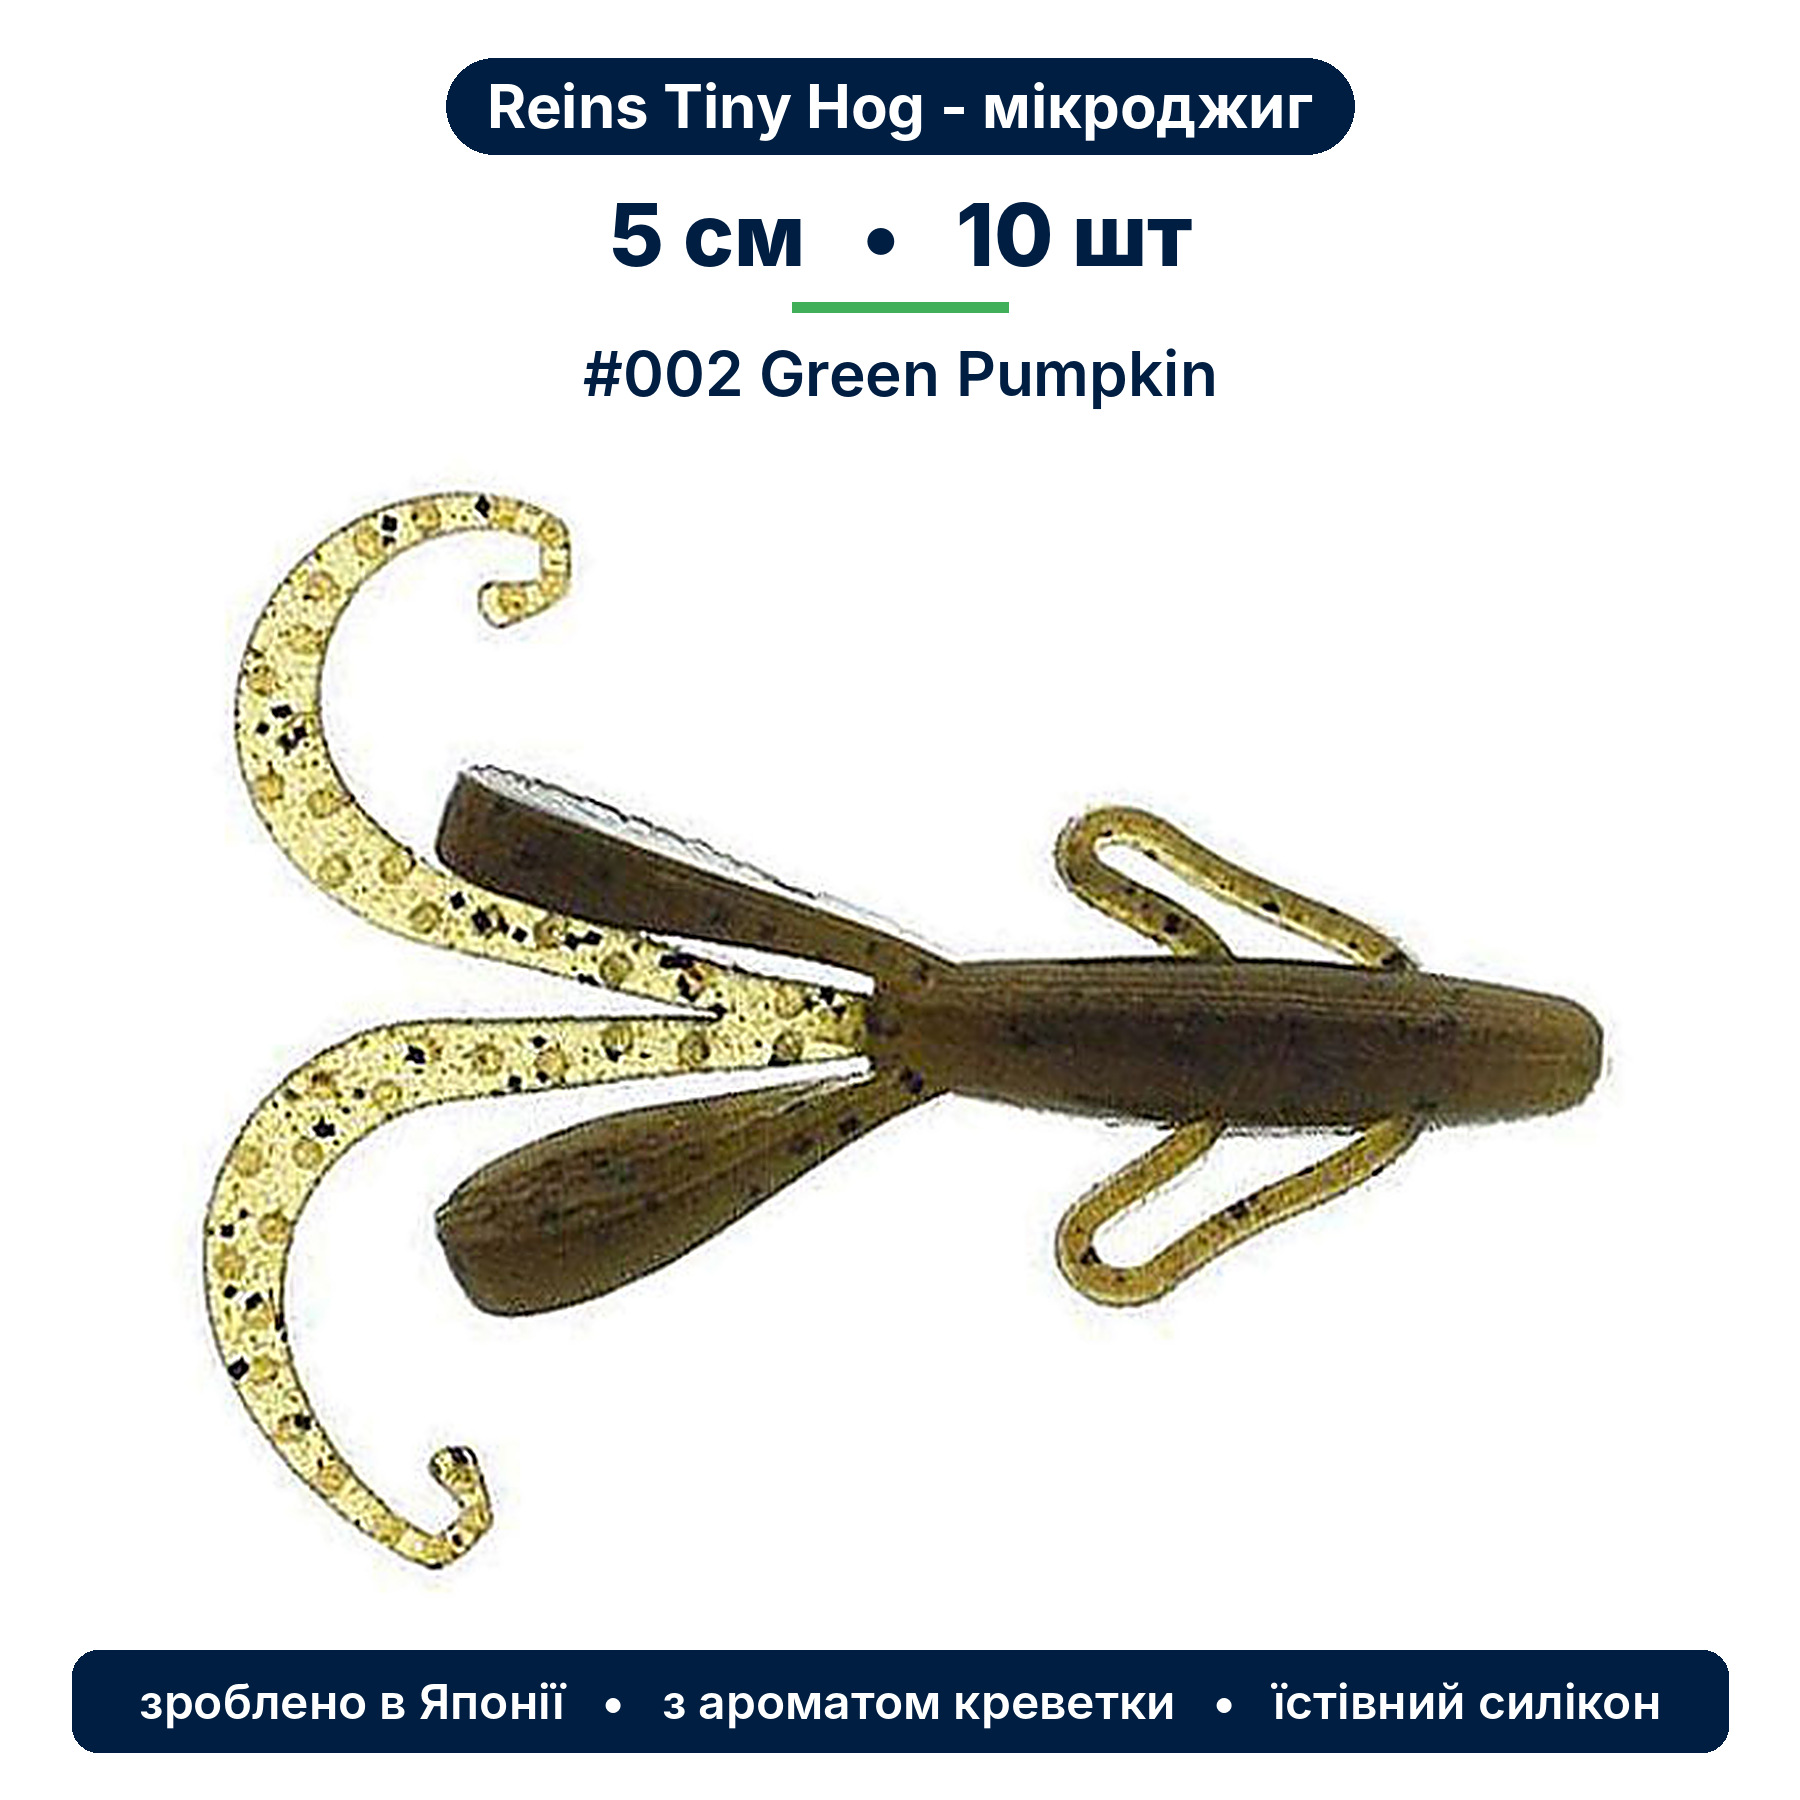 Reins Tiny Hog - мікроджиг
5 см • 10 шт
#002 Green Pumpkin
зроблено в Японії • з ароматом креветки • їстівний силікон